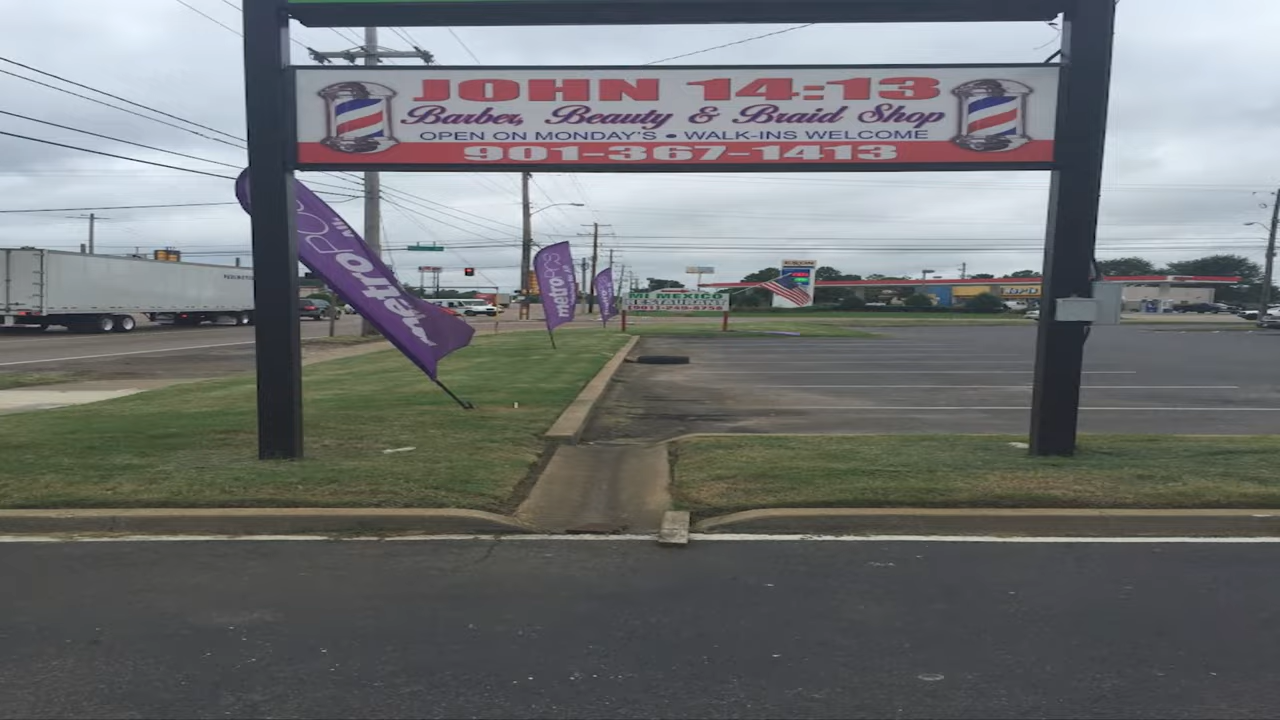 JOHN 14:13
Barber, Beauty & Braid Shop
OPEN ON MONDAY'S • WALK-INS WELCOME
901-367-1413
metroPCS
metroPCS
MI MEXICO